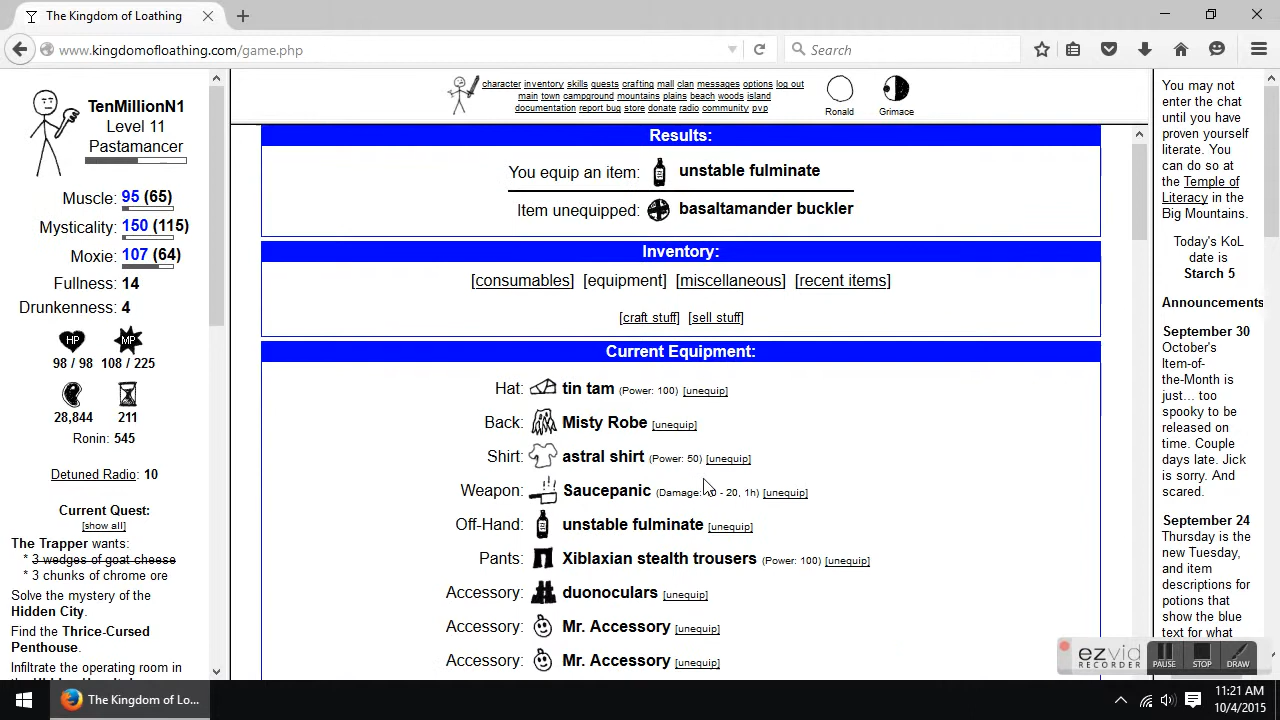 The Kingdom of Loathing
www.kingdomofloathing.com/game.php
Search
TenMillionN1
Level 11
Pastamancer
Muscle: 95 (65)
Mysticality: 150 (115)
Moxie: 107 (64)
Fullness: 14
Drunkenness: 4
HP MP
98 / 98 108 / 225
28,844 211
Ronin: 545
Detuned Radio: 10
Current Quest:
[show all]
The Trapper wants:
* 3 wedges of goat cheese
* 3 chunks of chrome ore
Solve the mystery of the
Hidden City.
Find the Thrice-Cursed
Penthouse.
Infiltrate the operating room in
character inventory skills quests crafting mall clan messages options log out
main town campground mountains plains beach woods island
documentation report bug store donate radio community pvp
Ronald Grimace
Results:
You equip an item: unstable fulminate
Item unequipped: basaltamander buckler
Inventory:
[consumables] [equipment] [miscellaneous] [recent items]
[craft stuff] [sell stuff]
Current Equipment:
Hat: tin tam (Power: 100) [unequip]
Back: Misty Robe [unequip]
Shirt: astral shirt (Power: 50) [unequip]
Weapon: Saucepanic (Damage: 0 - 20, 1h) [unequip]
Off-Hand: unstable fulminate [unequip]
Pants: Xiblaxian stealth trousers (Power: 100) [unequip]
Accessory: duonoculars [unequip]
Accessory: Mr. Accessory [unequip]
Accessory: Mr. Accessory [unequip]
You may not
enter the chat
until you have
proven yourself
literate. You
can do so at
the Temple of
Literacy in the
Big Mountains.
Today's KoL
date is
Starch 5
Announcements
September 30
October's
Item-of-
the-Month is
just... too
spooky to be
released on
time. Couple
days late. Jick
is sorry. And
scared.
September 24
Thursday is the
new Tuesday,
and item
descriptions for
potions that
show the blue
text for what
ezvid
RECORDER
PAUSE STOP DRAW
The Kingdom of Lo...
11:21 AM
10/4/2015